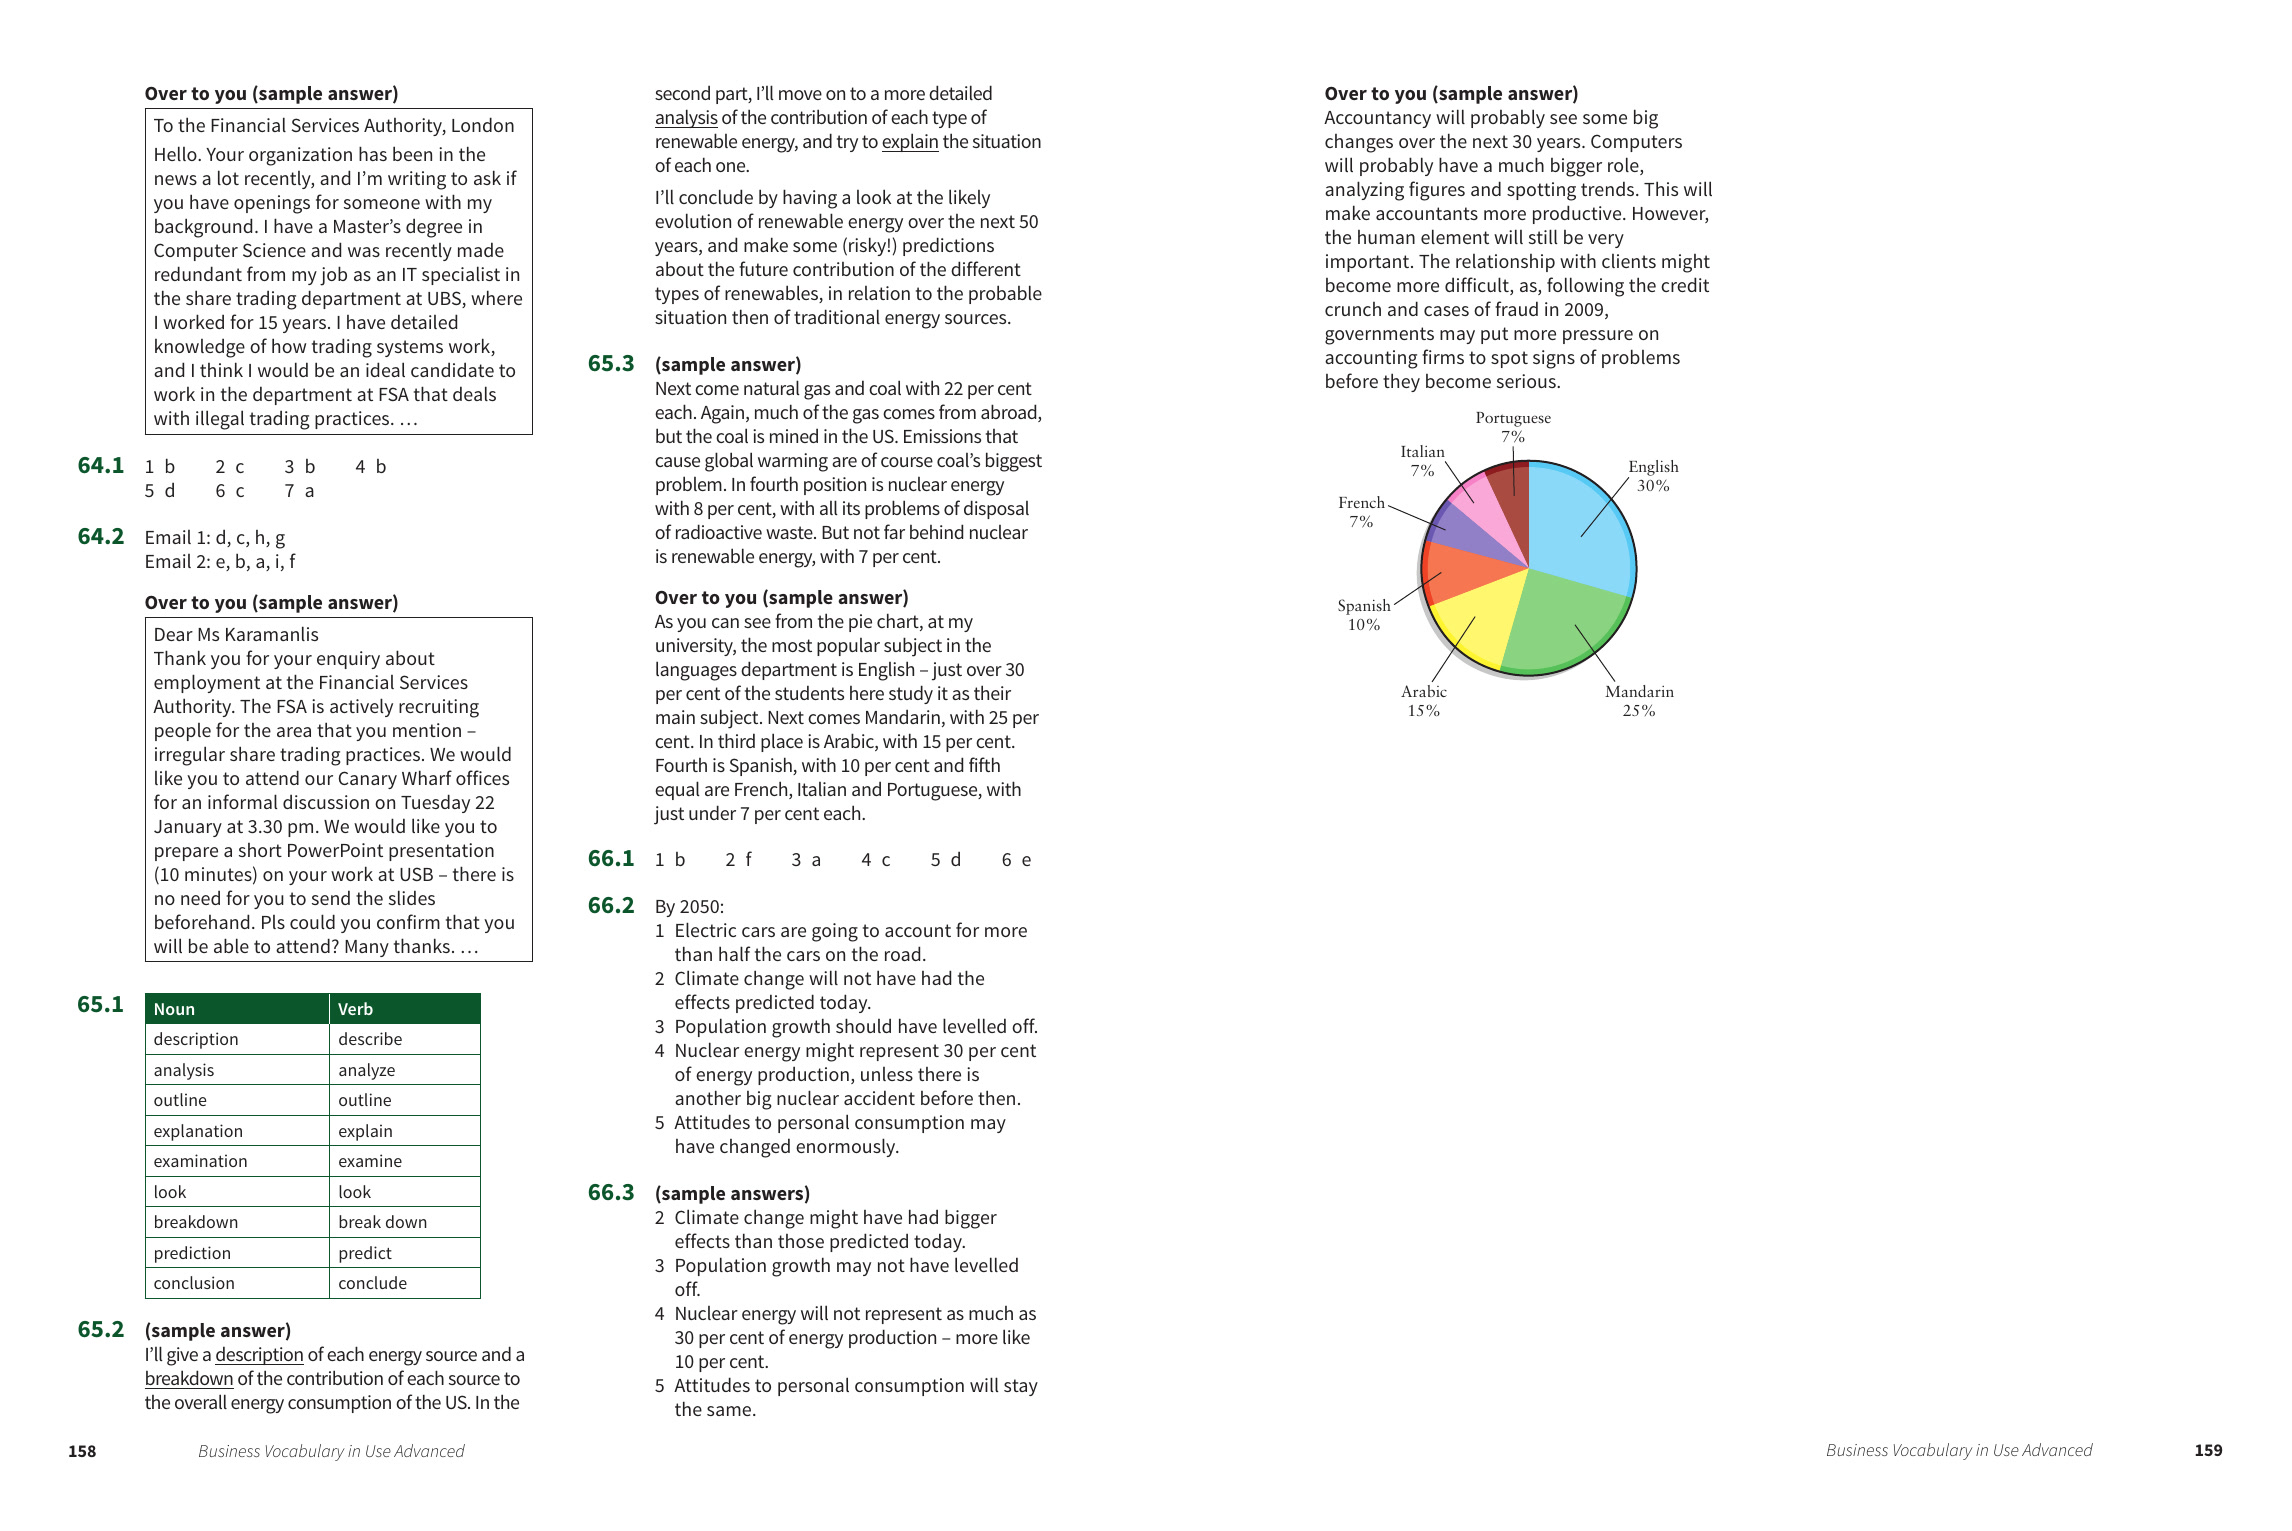 Over to you (sample answer)
To the Financial Services Authority, London
Hello. Your organization has been in the
news a lot recently, and I’m writing to ask if
you have openings for someone with my
background. I have a Master’s degree in
Computer Science and was recently made
redundant from my job as an IT specialist in
the share trading department at UBS, where
I worked for 15 years. I have detailed
knowledge of how trading systems work,
and I think I would be an ideal candidate to
work in the department at FSA that deals
with illegal trading practices. …
64.1 1 b 2 c 3 b 4 b
5 d 6 c 7 a
64.2 Email 1: d, c, h, g
Email 2: e, b, a, i, f
Over to you (sample answer)
Dear Ms Karamanlis
Thank you for your enquiry about
employment at the Financial Services
Authority. The FSA is actively recruiting
people for the area that you mention –
irregular share trading practices. We would
like you to attend our Canary Wharf offices
for an informal discussion on Tuesday 22
January at 3.30 pm. We would like you to
prepare a short PowerPoint presentation
(10 minutes) on your work at USB – there is
no need for you to send the slides
beforehand. Pls could you confirm that you
will be able to attend? Many thanks. …
65.1 Noun Verb
description describe
analysis analyze
outline outline
explanation explain
examination examine
look look
breakdown break down
prediction predict
conclusion conclude
65.2 (sample answer)
I’ll give a description of each energy source and a
breakdown of the contribution of each source to
the overall energy consumption of the US. In the
second part, I’ll move on to a more detailed
analysis of the contribution of each type of
renewable energy, and try to explain the situation
of each one.
I’ll conclude by having a look at the likely
evolution of renewable energy over the next 50
years, and make some (risky!) predictions
about the future contribution of the different
types of renewables, in relation to the probable
situation then of traditional energy sources.
65.3 (sample answer)
Next come natural gas and coal with 22 per cent
each. Again, much of the gas comes from abroad,
but the coal is mined in the US. Emissions that
cause global warming are of course coal’s biggest
problem. In fourth position is nuclear energy
with 8 per cent, with all its problems of disposal
of radioactive waste. But not far behind nuclear
is renewable energy, with 7 per cent.
Over to you (sample answer)
As you can see from the pie chart, at my
university, the most popular subject in the
languages department is English – just over 30
per cent of the students here study it as their
main subject. Next comes Mandarin, with 25 per
cent. In third place is Arabic, with 15 per cent.
Fourth is Spanish, with 10 per cent and fifth
equal are French, Italian and Portuguese, with
just under 7 per cent each.
66.1 1 b 2 f 3 a 4 c 5 d 6 e
66.2 By 2050:
1 Electric cars are going to account for more
than half the cars on the road.
2 Climate change will not have had the
effects predicted today.
3 Population growth should have levelled off.
4 Nuclear energy might represent 30 per cent
of energy production, unless there is
another big nuclear accident before then.
5 Attitudes to personal consumption may
have changed enormously.
66.3 (sample answers)
2 Climate change might have had bigger
effects than those predicted today.
3 Population growth may not have levelled
off.
4 Nuclear energy will not represent as much as
30 per cent of energy production – more like
10 per cent.
5 Attitudes to personal consumption will stay
the same.
158 Business Vocabulary in Use Advanced
Over to you (sample answer)
Accountancy will probably see some big
changes over the next 30 years. Computers
will probably have a much bigger role,
analyzing figures and spotting trends. This will
make accountants more productive. However,
the human element will still be very
important. The relationship with clients might
become more difficult, as, following the credit
crunch and cases of fraud in 2009,
governments may put more pressure on
accounting firms to spot signs of problems
before they become serious.
Portuguese
7%
Italian
7%
English
30%
French
7%
Spanish
10%
Arabic
15%
Mandarin
25%
Business Vocabulary in Use Advanced 159